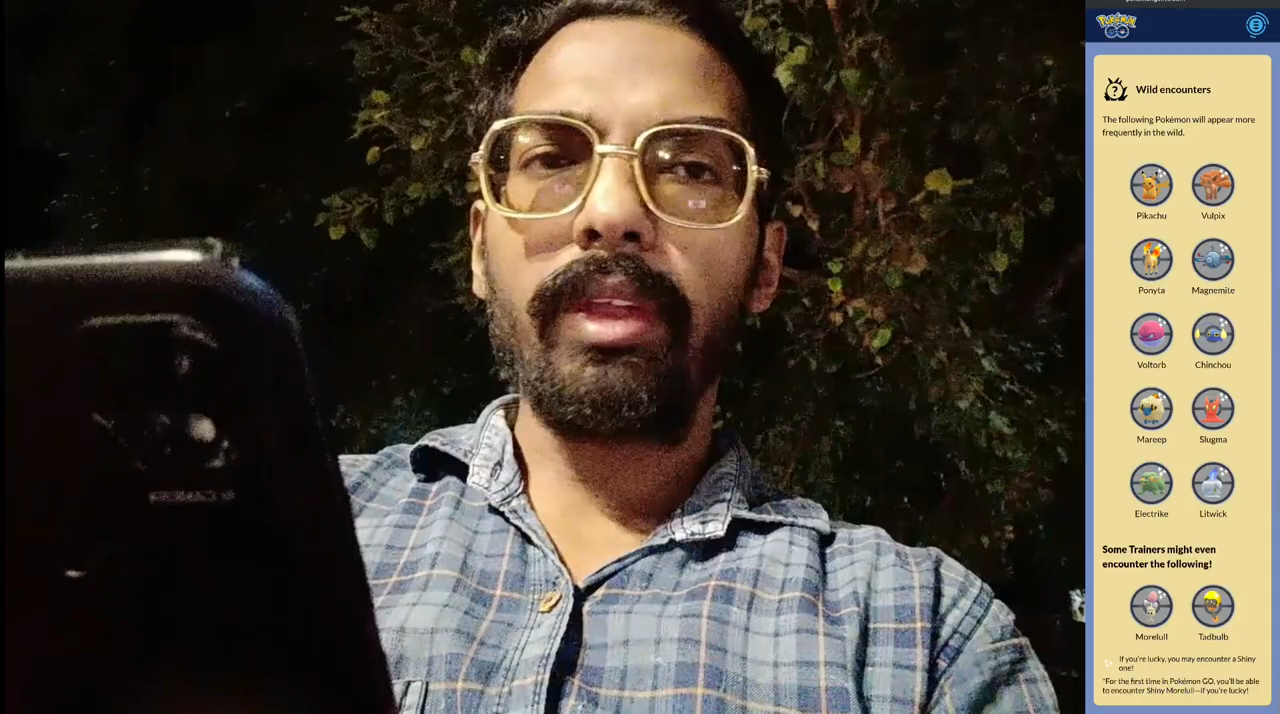 POKÉMON
GO
Wild encounters
The following Pokémon will appear more
frequently in the wild.
Pikachu
Vulpix
Ponyta
Magnemite
Voltorb
Chinchou
Mareep
Slugma
Electrike
Litwick
Some Trainers might even
encounter the following!
Morelull
Tadbulb
If you're lucky, you may encounter a Shiny
one!
*For the first time in Pokémon GO, you'll be able
to encounter Shiny Morelull—if you're lucky!